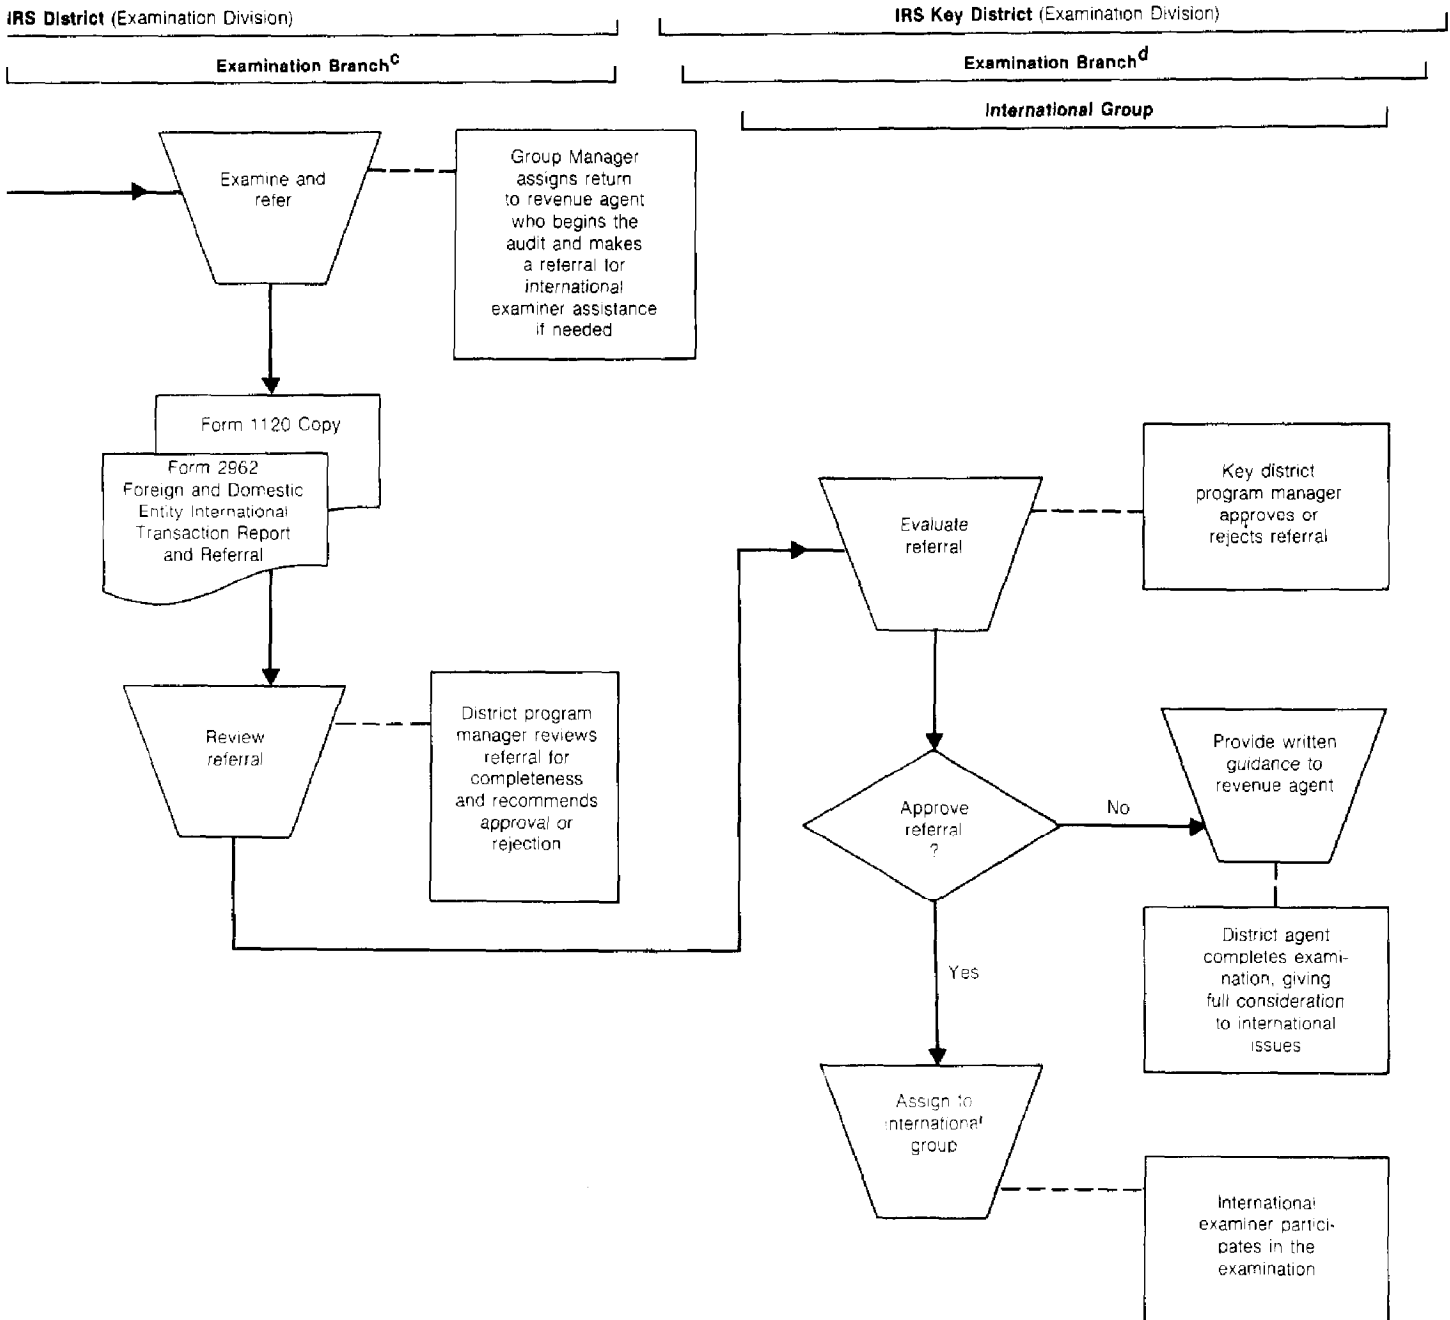 IRS District (Examination Division)
IRS Key District (Examination Division)
Examination Branch^c
Examination Branch^d
International Group
Examine and
refer
Group Manager
assigns return
to revenue agent
who begins the
audit and makes
a referral for
international
examiner assistance
if needed
Form 1120 Copy
Form 2962
Foreign and Domestic
Entity International
Transaction Report
and Referral
Review
referral
District program
manager reviews
referral for
completeness
and recommends
approval or
rejection
Evaluate
referral
Key district
program manager
approves or
rejects referral
Approve
referral
?
No
Provide written
guidance to
revenue agent
District agent
completes exami-
nation, giving
full consideration
to international
issues
Yes
Assign to
international
group
International
examiner partici-
pates in the
examination